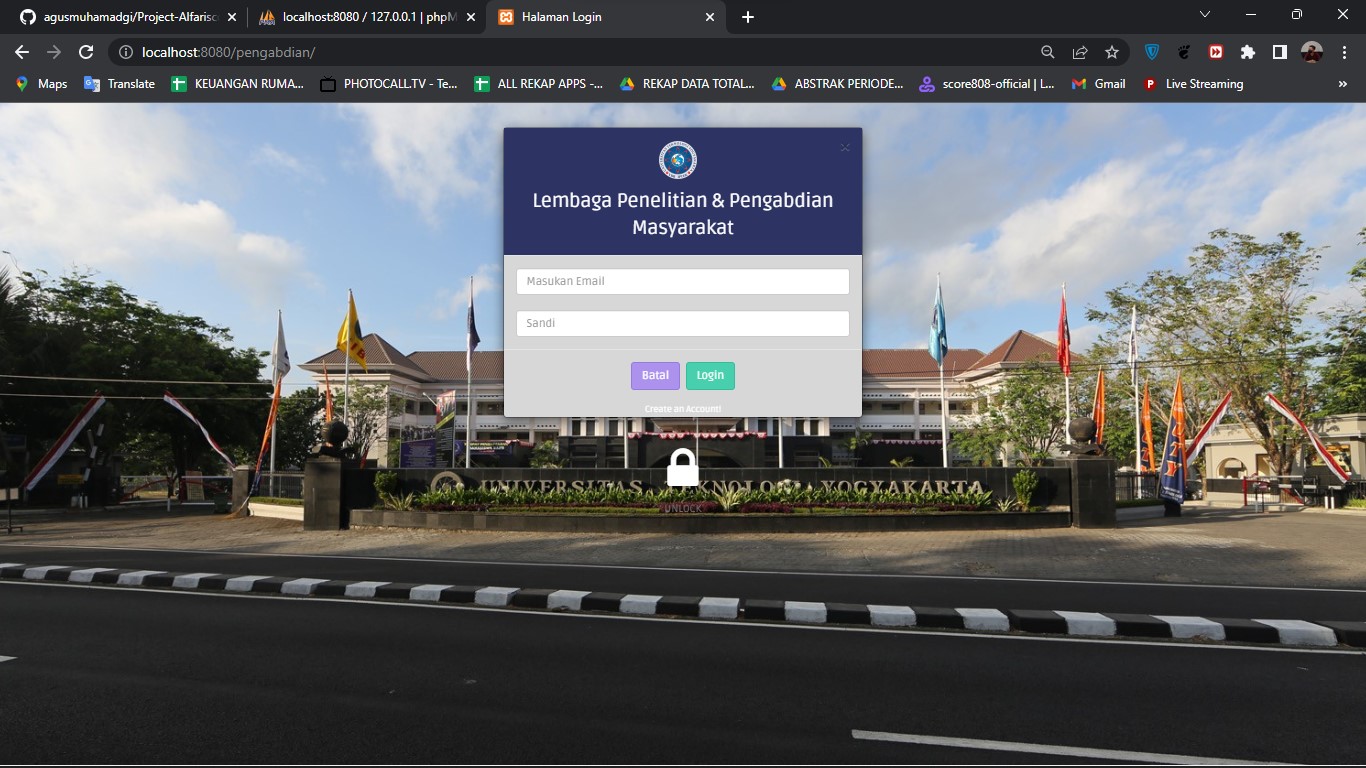 agusmuhamadgi/Project-Alfarisc
localhost:8080 / 127.0.0.1 | phpM
Halaman Login
localhost:8080/pengabdian/
Maps
Translate
KEUANGAN RUMA...
PHOTOCALL.TV - Te...
ALL REKAP APPS -...
REKAP DATA TOTAL...
ABSTRAK PERIODE...
score808-official | L...
Gmail
Live Streaming
»
Lembaga Penelitian & Pengabdian
Masyarakat
Masukan Email
Sandi
Batal Login
Create an Account!
UNIVERSITAS TEKNOLOGI YOGYAKARTA
UNLOCK